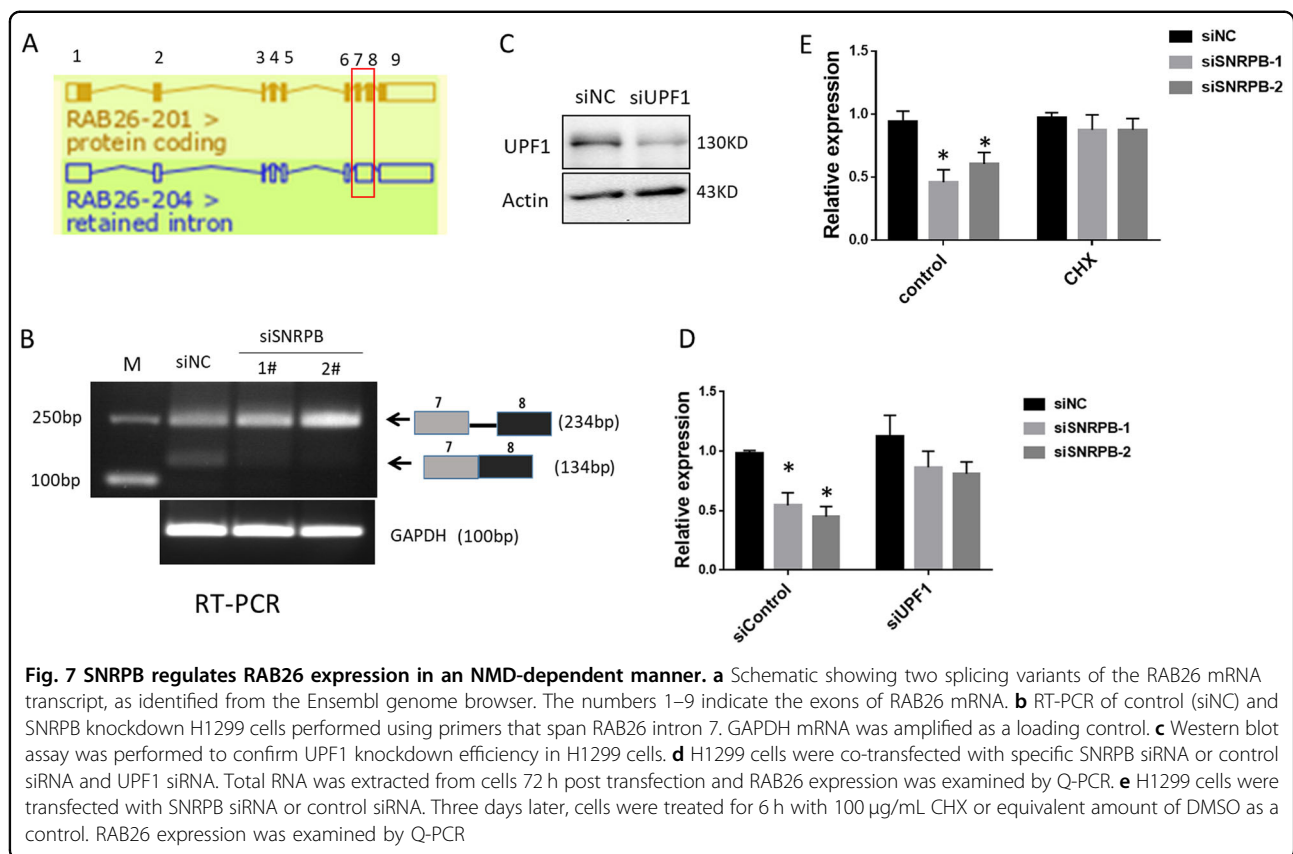 A
1 2 3 4 5 6 7 8 9
RAB26-201 >
protein coding
RAB26-204 >
retained intron
C
siNC siUPF1
UPF1 130KD
Actin 43KD
E
siNC
siSNRPB-1
siSNRPB-2
Relative expression
1.5
1.0
0.5
0.0
* *
control CHX
B
siSNRPB
M siNC 1# 2#
250bp
100bp
7 8 (234bp)
7 8 (134bp)
GAPDH (100bp)
RT-PCR
D
siNC
siSNRPB-1
siSNRPB-2
Relative expression
1.5
1.0
0.5
0.0
* *
siControl siUPF1
Fig. 7 SNRPB regulates RAB26 expression in an NMD-dependent manner. a Schematic showing two splicing variants of the RAB26 mRNA
transcript, as identified from the Ensembl genome browser. The numbers 1–9 indicate the exons of RAB26 mRNA. b RT-PCR of control (siNC) and
SNRPB knockdown H1299 cells performed using primers that span RAB26 intron 7. GAPDH mRNA was amplified as a loading control. c Western blot
assay was performed to confirm UPF1 knockdown efficiency in H1299 cells. d H1299 cells were co-transfected with specific SNRPB siRNA or control
siRNA and UPF1 siRNA. Total RNA was extracted from cells 72 h post transfection and RAB26 expression was examined by Q-PCR. e H1299 cells were
transfected with SNRPB siRNA or control siRNA. Three days later, cells were treated for 6 h with 100 μg/mL CHX or equivalent amount of DMSO as a
control. RAB26 expression was examined by Q-PCR